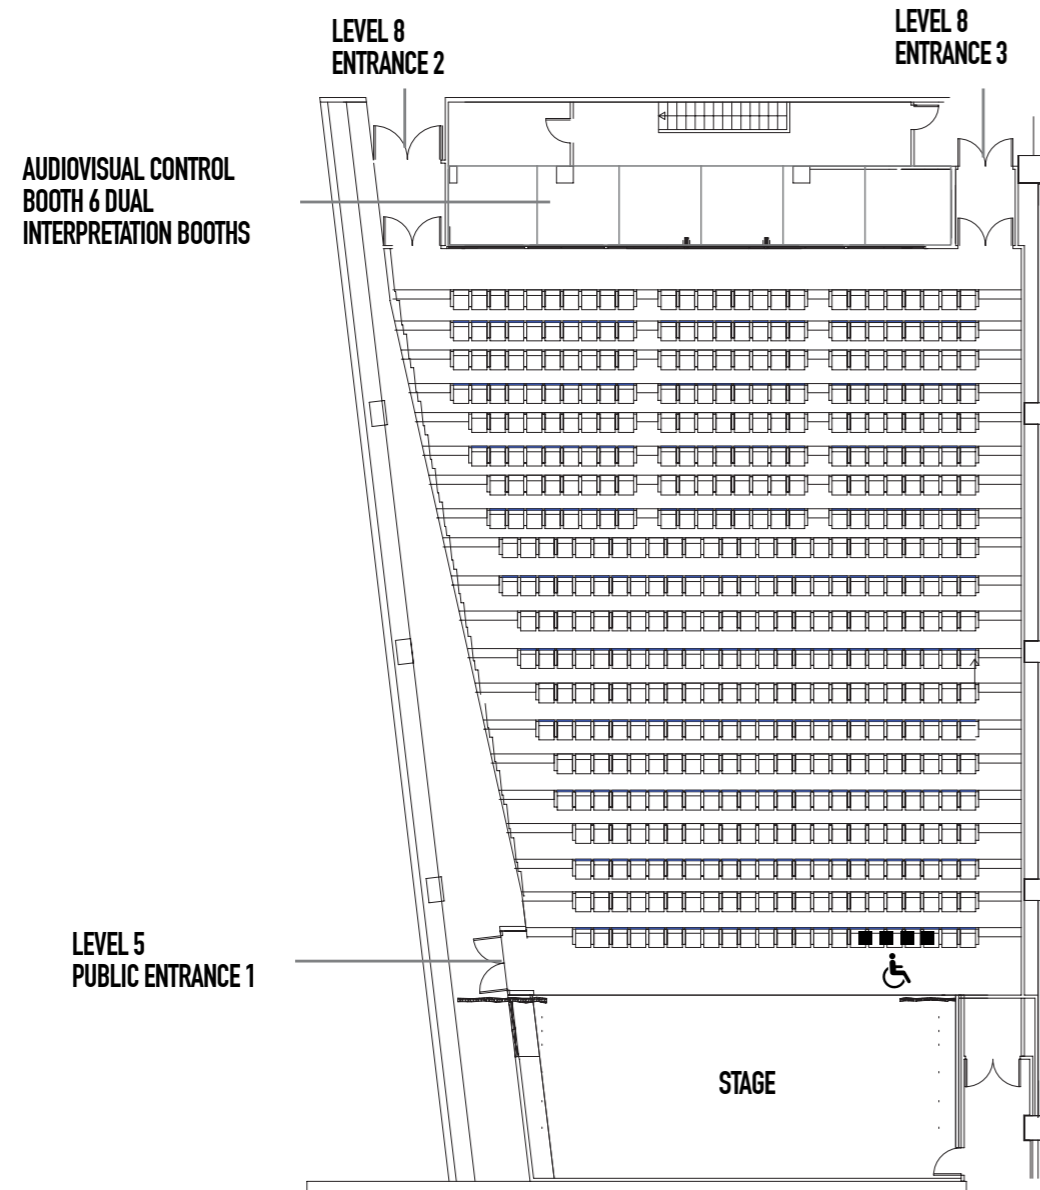 LEVEL 8
ENTRANCE 2
LEVEL 8
ENTRANCE 3
AUDIOVISUAL CONTROL
BOOTH 6 DUAL
INTERPRETATION BOOTHS
LEVEL 5
PUBLIC ENTRANCE 1
STAGE